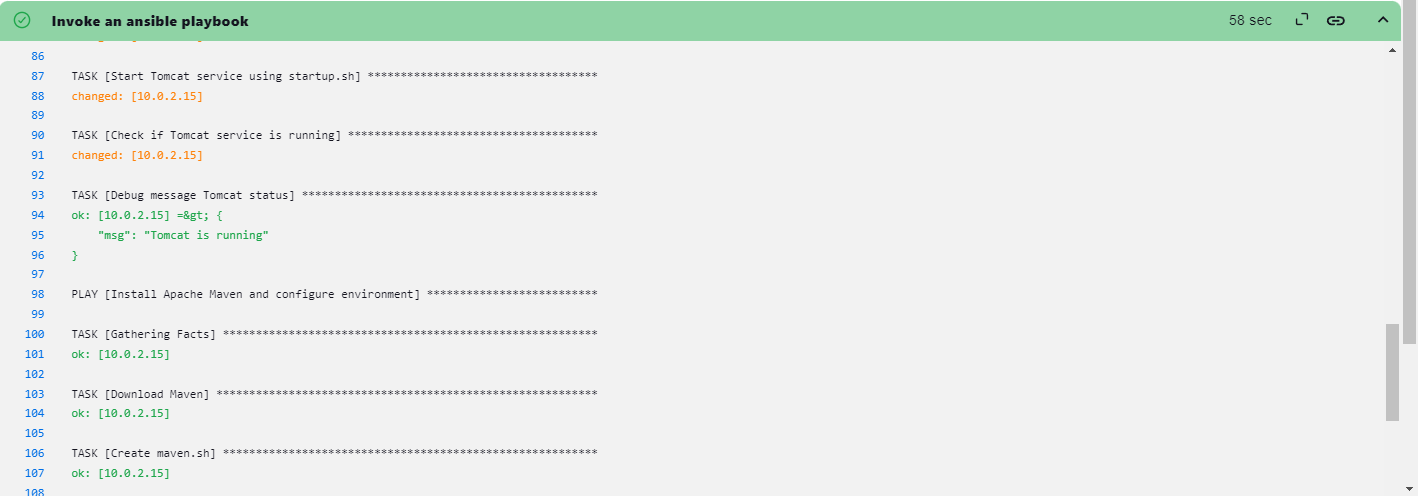 Invoke an ansible playbook 58 sec
86
87 TASK [Start Tomcat service using startup.sh] ***********************************
88 changed: [10.0.2.15]
89
90 TASK [Check if Tomcat service is running] **************************************
91 changed: [10.0.2.15]
92
93 TASK [Debug message Tomcat status] *********************************************
94 ok: [10.0.2.15] =&gt; {
95 "msg": "Tomcat is running"
96 }
97
98 PLAY [Install Apache Maven and configure environment] **************************
99
100 TASK [Gathering Facts] *********************************************************
101 ok: [10.0.2.15]
102
103 TASK [Download Maven] **********************************************************
104 ok: [10.0.2.15]
105
106 TASK [Create maven.sh] *********************************************************
107 ok: [10.0.2.15]
108